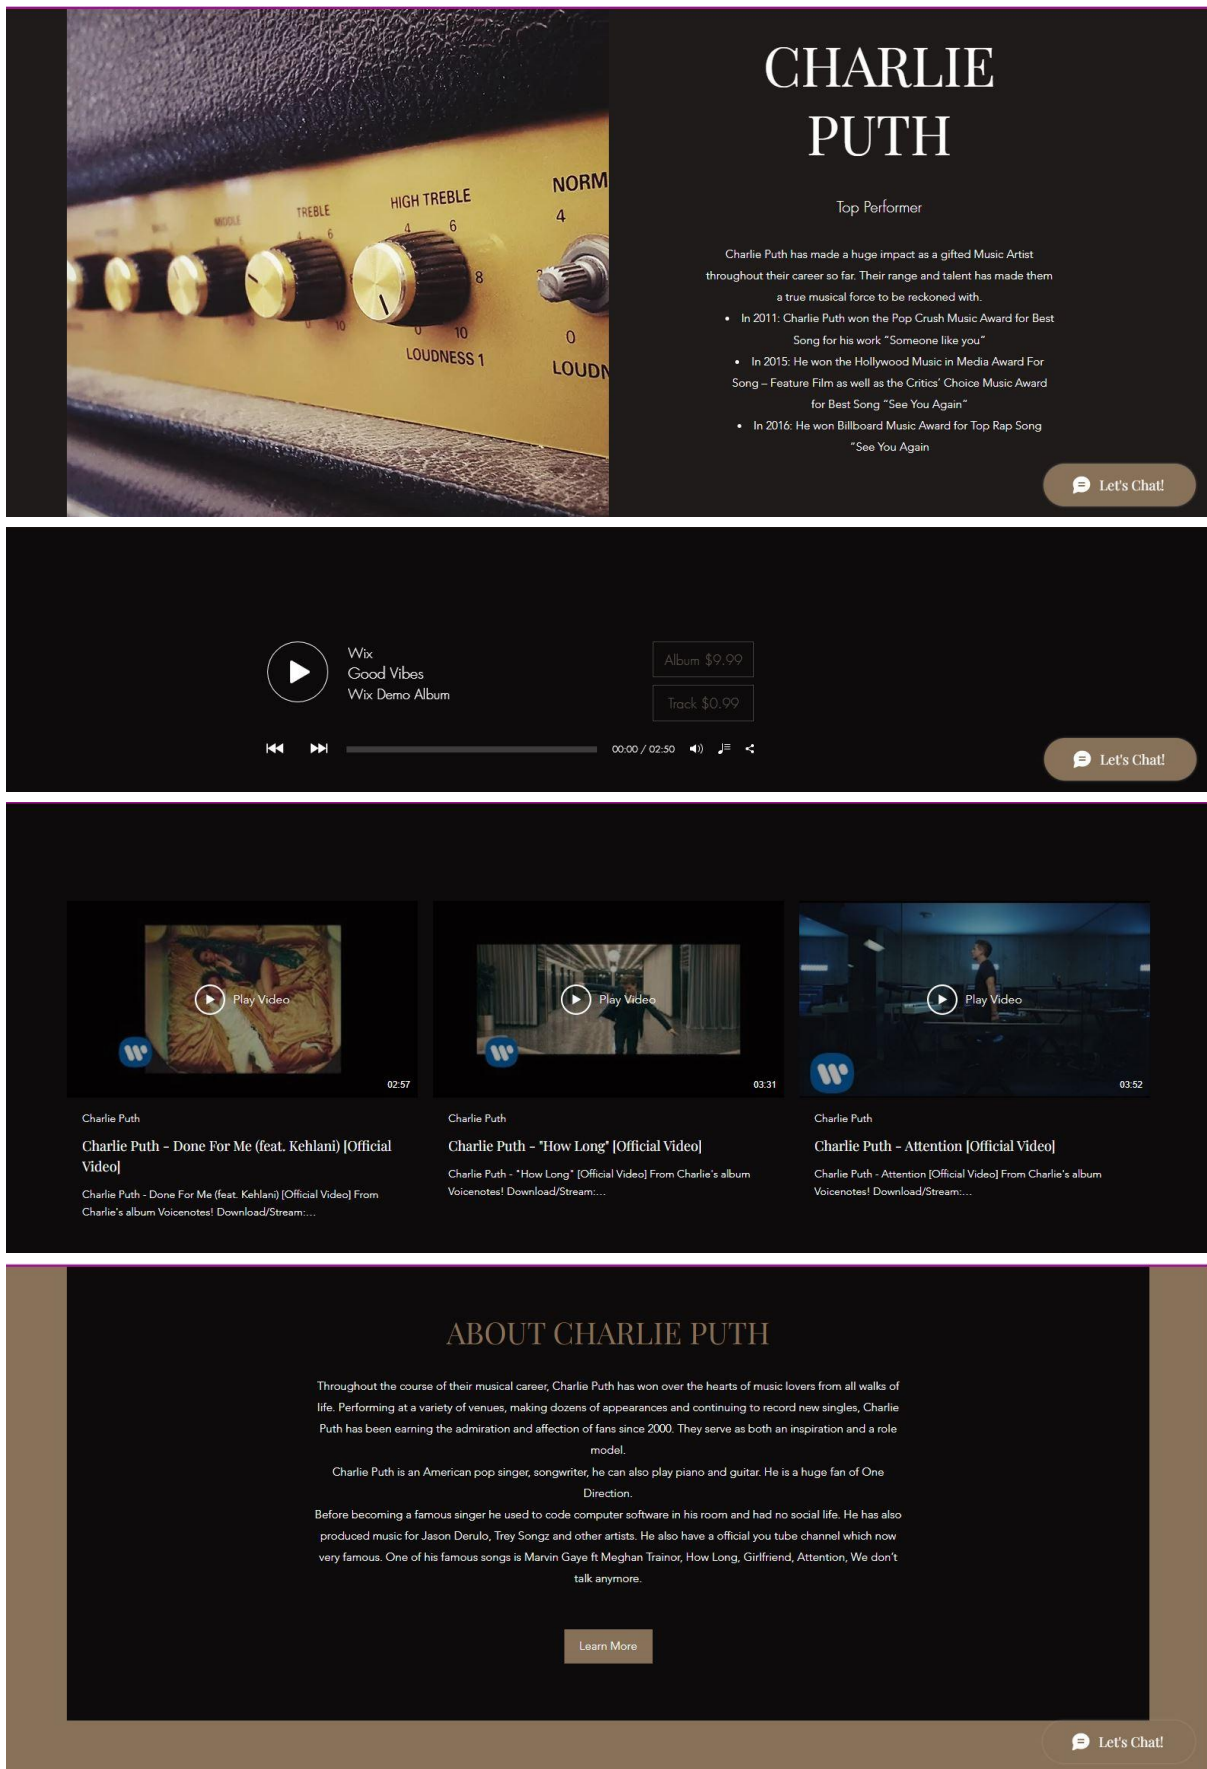 CHARLIE
PUTH
Top Performer
Charlie Puth has made a huge impact as a gifted Music Artist
throughout their career so far. Their range and talent has made them
a true musical force to be reckoned with.
• In 2011: Charlie Puth won the Pop Crush Music Award for Best
Song for his work “Someone like you”
• In 2015: He won the Hollywood Music in Media Award For
Song – Feature Film as well as the Critics’ Choice Music Award
for Best Song “See You Again”
• In 2016: He won Billboard Music Award for Top Rap Song
“See You Again
MIDDLE
TREBLE
HIGH TREBLE
NORM
6
4
6
4
8
10
0
10
0
LOUDNESS 1
LOUDN
Let's Chat!
Wix
Good Vibes
Wix Demo Album
Album $9.99
Track $0.99
00:00 / 02:50
Let's Chat!
Play Video
02:57
Charlie Puth
Charlie Puth - Done For Me (feat. Kehlani) [Official
Video]
Charlie Puth - Done For Me (feat. Kehlani) [Official Video] From
Charlie's album Voicenotes! Download/Stream:...
Play Video
03:31
Charlie Puth
Charlie Puth - "How Long" [Official Video]
Charlie Puth - "How Long" [Official Video] From Charlie's album
Voicenotes! Download/Stream:...
Play Video
03:52
Charlie Puth
Charlie Puth - Attention [Official Video]
Charlie Puth - Attention [Official Video] From Charlie's album
Voicenotes! Download/Stream:...
ABOUT CHARLIE PUTH
Throughout the course of their musical career, Charlie Puth has won over the hearts of music lovers from all walks of
life. Performing at a variety of venues, making dozens of appearances and continuing to record new singles, Charlie
Puth has been earning the admiration and affection of fans since 2000. They serve as both an inspiration and a role
model.
Charlie Puth is an American pop singer, songwriter, he can also play piano and guitar. He is a huge fan of One
Direction.
Before becoming a famous singer he used to code computer software in his room and had no social life. He has also
produced music for Jason Derulo, Trey Songz and other artists. He also have a official you tube channel which now
very famous. One of his famous songs is Marvin Gaye ft Meghan Trainor, How Long, Girlfriend, Attention, We don’t
talk anymore.
Learn More
Let's Chat!